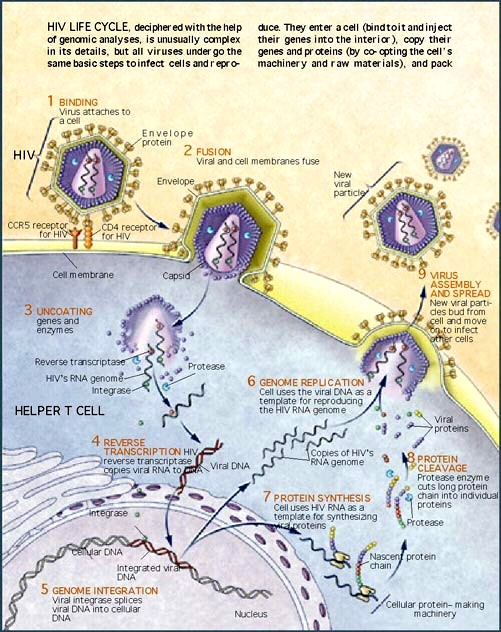 HIV LIFE CYCLE, deciphered with the help
of genomic analyses, is unusually complex
in its details, but all viruses undergo the
same basic steps to infect cells and repro-
duce. They enter a cell (bind to it and inject
their genes into the interior), copy their
genes and proteins (by co-opting the cell's
machinery and raw materials), and pack
1 BINDING
Virus attaches to
a cell
HIV
Envelope
protein
2 FUSION
Viral and cell membranes fuse
Envelope
New
viral
particle
CCR5 receptor
for HIV
CD4 receptor
for HIV
Cell membrane
Capsid
9 VIRUS
ASSEMBLY
AND SPREAD
New viral parti-
cles bud from
cell and move
on to infect
other cells
3 UNCOATING
genes and
enzymes
Reverse transcriptase
HIV's RNA genome
Integrase
Protease
HELPER T CELL
6 GENOME REPLICATION
Cell uses the viral DNA as a
template for reproducing
the HIV RNA genome
Viral
proteins
4 REVERSE
TRANSCRIPTION HIV
reverse transcriptase
copies viral RNA to DNA
Viral DNA
Copies of HIV's
RNA genome
8 PROTEIN
CLEAVAGE
Protease enzyme
cuts long protein
chain into individual
proteins
Protease
7 PROTEIN SYNTHESIS
Cell uses HIV RNA as a
template for synthesizing
viral proteins
Integrase
Cellular DNA
Integrated viral
DNA
Nascent protein
chain
5 GENOME INTEGRATION
Viral integrase splices
viral DNA into cellular
DNA
Nucleus
Cellular protein-making
machinery